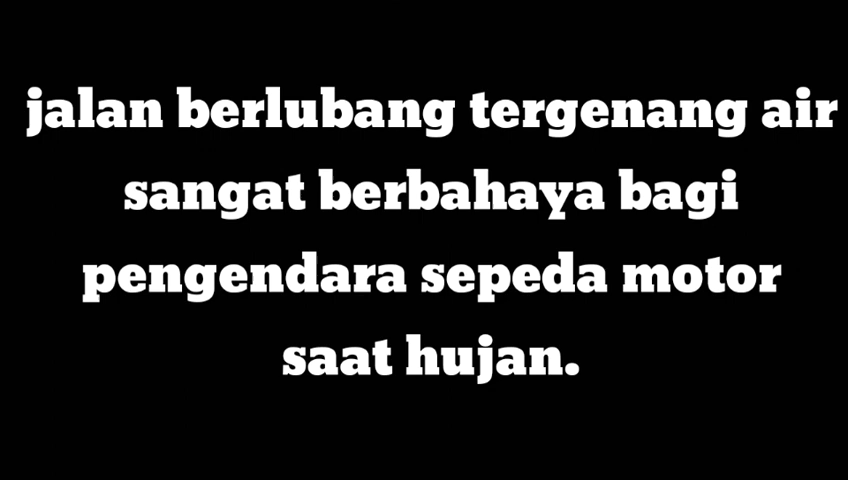 jalan berlubang tergenang air
sangat berbahaya bagi
pengendara sepeda motor
saat hujan.